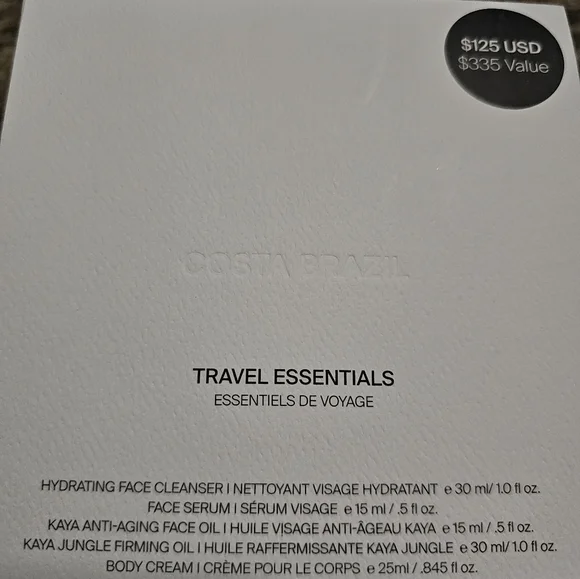 $125 USD
$335 Value
COSTA BRAZIL
TRAVEL ESSENTIALS
ESSENTIELS DE VOYAGE
HYDRATING FACE CLEANSER | NETTOYANT VISAGE HYDRATANT e 30 ml/ 1.0 fl oz.
FACE SERUM | SÉRUM VISAGE e 15 ml / .5 fl oz.
KAYA ANTI-AGING FACE OIL | HUILE VISAGE ANTI-ÂGEAU KAYA e 15 ml / .5 fl oz.
KAYA JUNGLE FIRMING OIL | HUILE RAFFERMISSANTE KAYA JUNGLE e 30 ml/ 1.0 fl oz.
BODY CREAM | CRÈME POUR LE CORPS e 25ml / .845 fl oz.